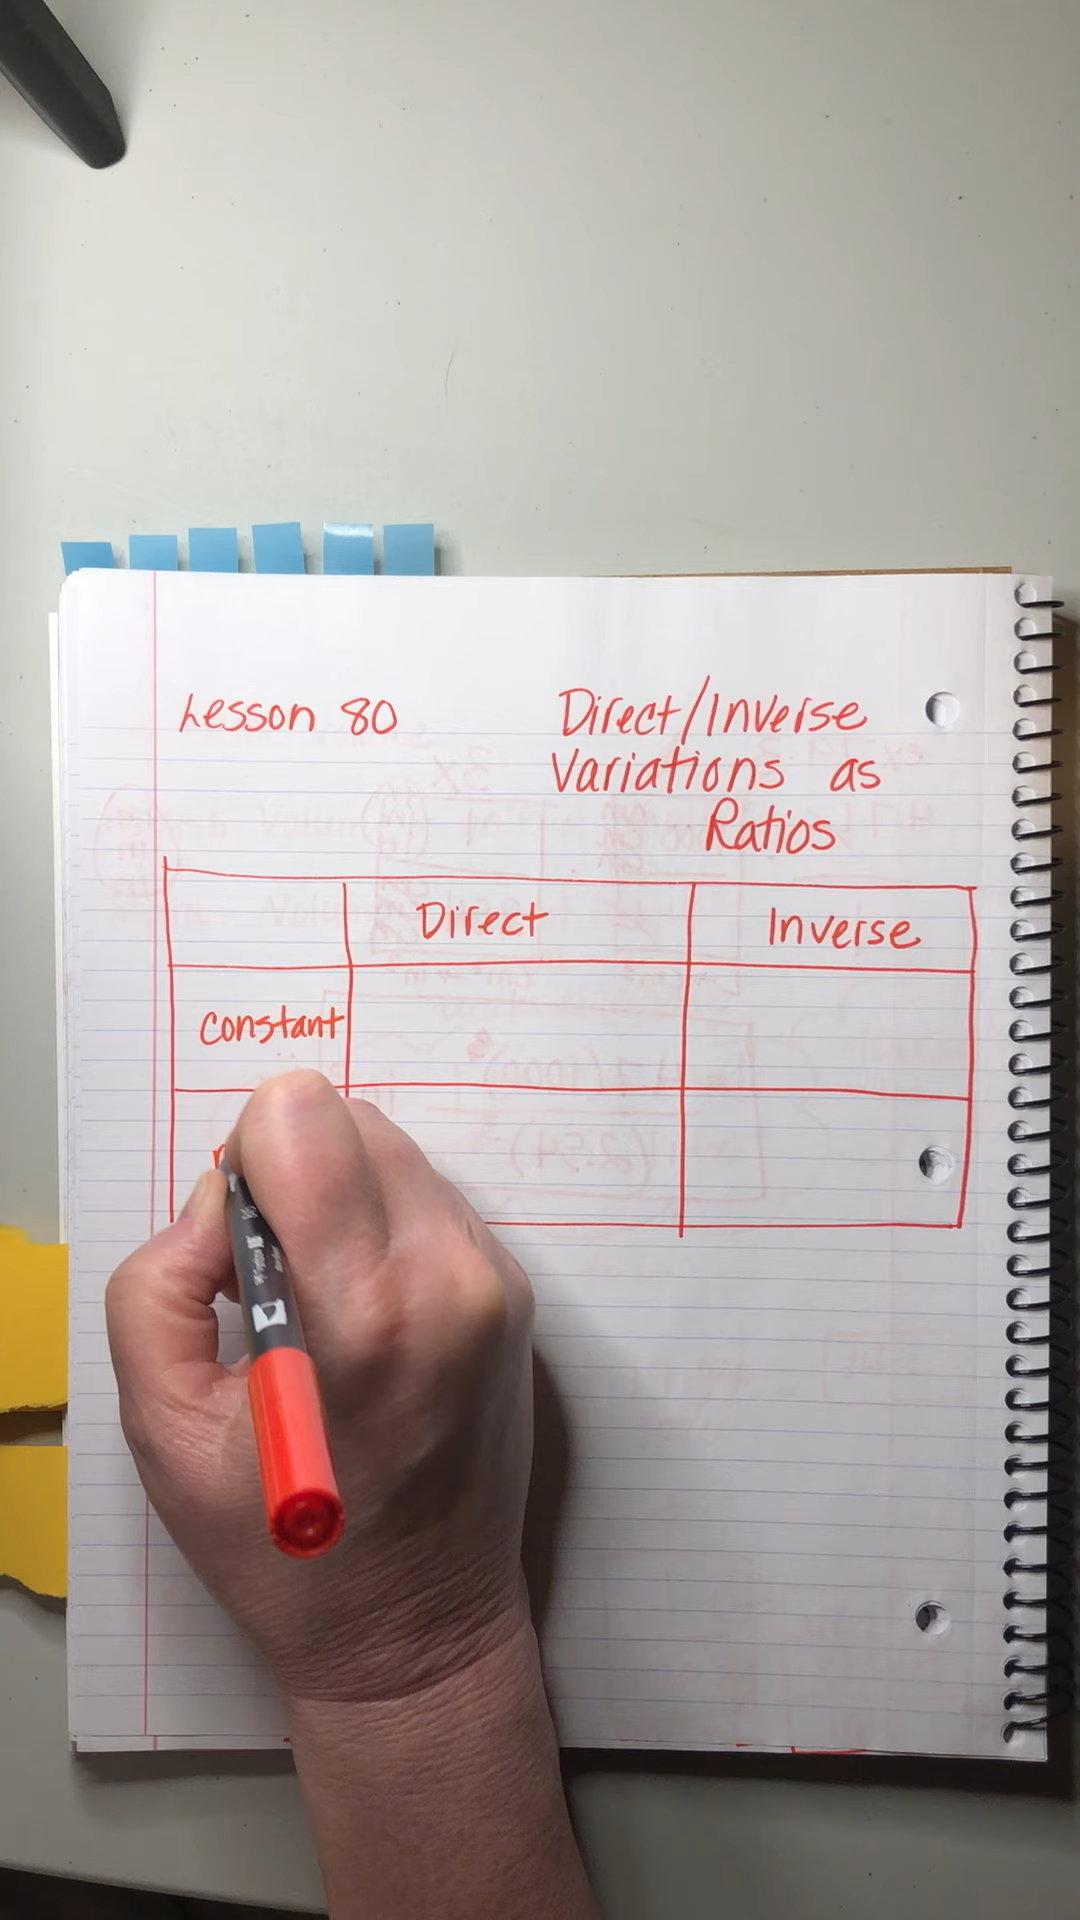 Lesson 80
Direct/Inverse
Variations as
Ratios
Direct
Inverse
constant